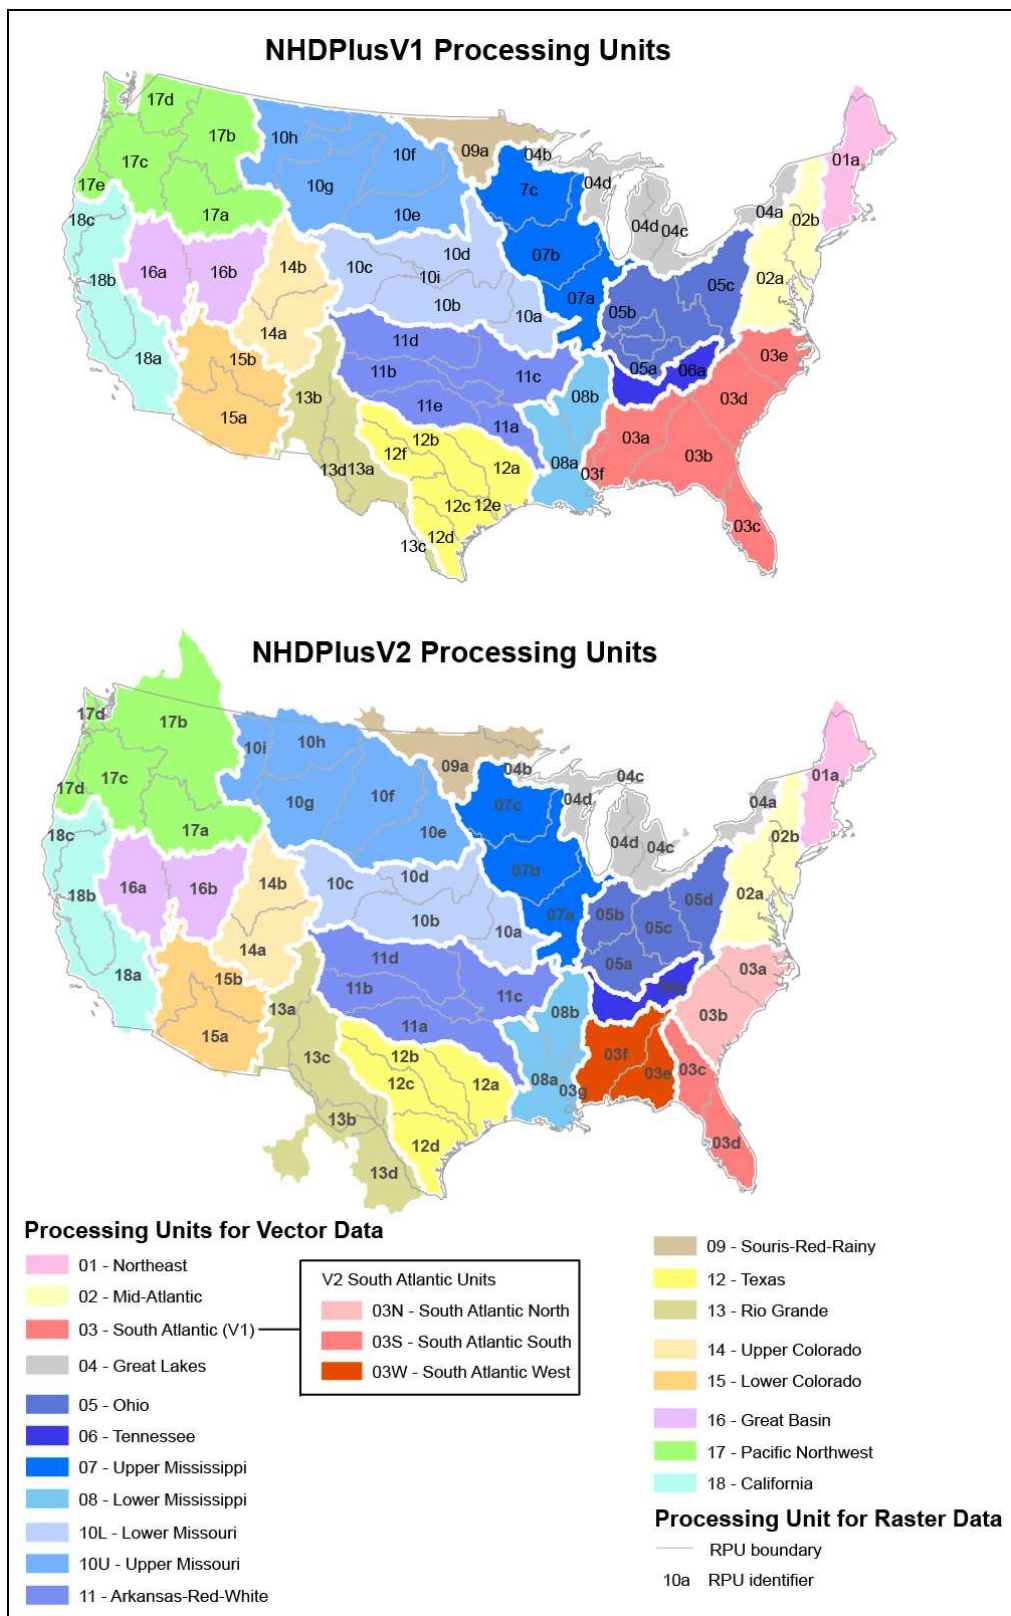 NHDPlusV1 Processing Units
17d
17b
17c
17e
17a
10h
10f
10g
10e
09a
04b
7c
04d
04d
04c
04a
01a
02b
02a
18c
18b
18a
16a
16b
14b
14a
10c
10d
10i
10b
10a
07b
07a
05b
05c
05a
06a
15b
15a
13b
13d
13a
13c
11d
11b
11c
11e
11a
12b
12f
12a
12c
12e
12d
08b
08a
03f
03a
03b
03d
03e
03c
NHDPlusV2 Processing Units
17d
17b
17c
17d
17a
10i
10h
10g
10f
10e
09a
04b
04c
07c
04d
04d
04c
04a
01a
02b
02a
18c
18b
18a
16a
16b
14b
14a
10c
10d
10b
10a
07b
07a
05b
05d
05c
05a
15b
15a
13a
13c
13b
13d
11d
11b
11c
11a
12b
12c
12a
12d
08b
08a
03g
03f
03e
03c
03d
03a
03b
Processing Units for Vector Data
01 - Northeast
02 - Mid-Atlantic
03 - South Atlantic (V1)
04 - Great Lakes
05 - Ohio
06 - Tennessee
07 - Upper Mississippi
08 - Lower Mississippi
10L - Lower Missouri
10U - Upper Missouri
11 - Arkansas-Red-White
V2 South Atlantic Units
03N - South Atlantic North
03S - South Atlantic South
03W - South Atlantic West
09 - Souris-Red-Rainy
12 - Texas
13 - Rio Grande
14 - Upper Colorado
15 - Lower Colorado
16 - Great Basin
17 - Pacific Northwest
18 - California
Processing Unit for Raster Data
RPU boundary
10a RPU identifier